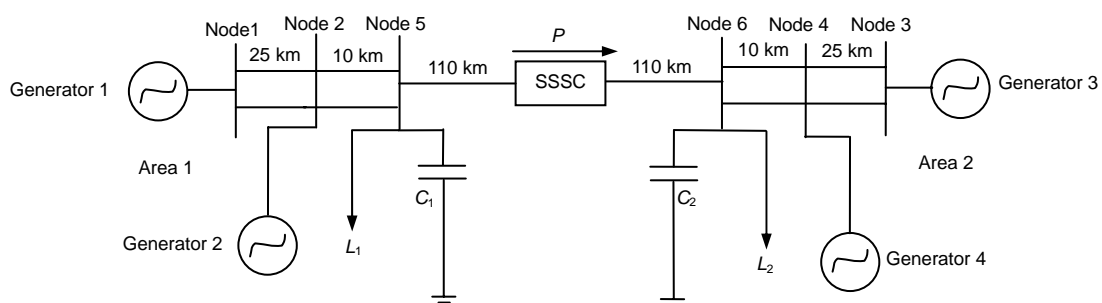 Node1
Node 2
Node 5
P
Node 6
Node 4
Node 3
25 km
10 km
110 km
SSSC
110 km
10 km
25 km
Generator 1
Generator 3
Area 1
Area 2
C1
C2
Generator 2
L1
L2
Generator 4